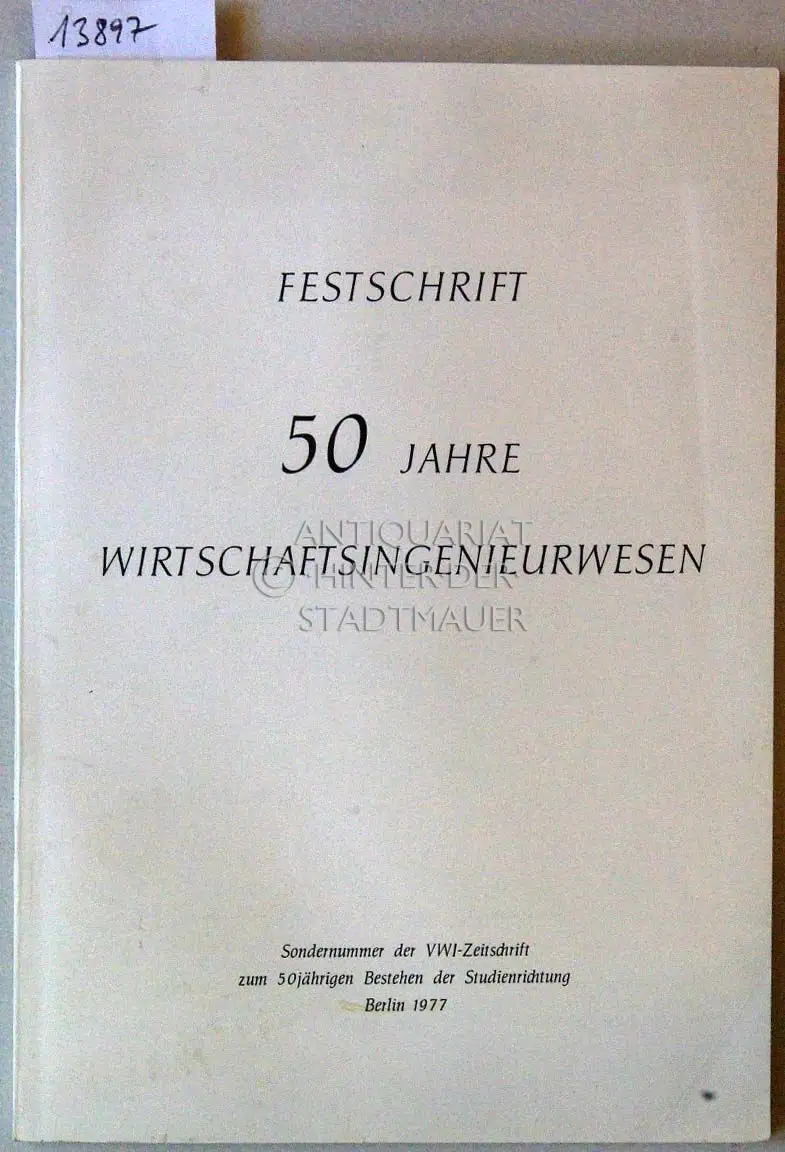 13897
FESTSCHRIFT
50 JAHRE
WIRTSCHAFTSINGENIEURWESEN
ANTIQUARIAT
© HINTER DER
STADTMAUER
Sondernummer der VWI-Zeitschrift
zum 50jährigen Bestehen der Studienrichtung
Berlin 1977